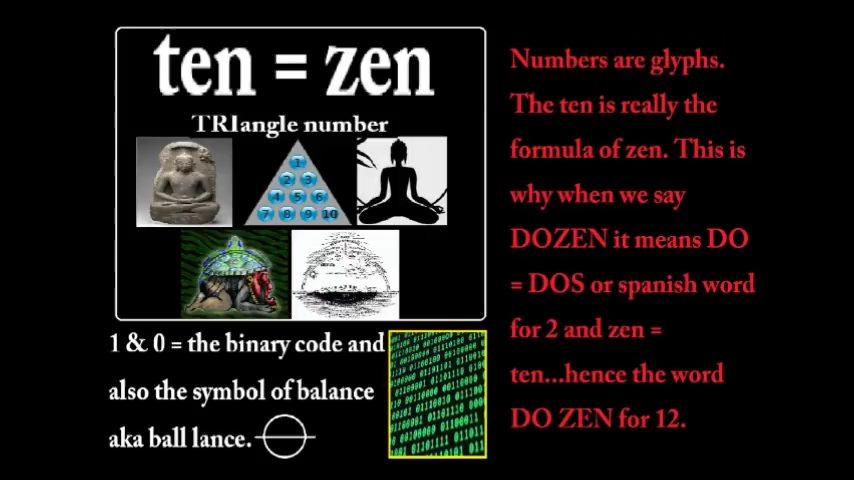 ten = zen
TRIangle number
1
2 3
4 5 6
7 8 9 10
1 & 0 = the binary code and
also the symbol of balance
aka ball lance.
Numbers are glyphs.
The ten is really the
formula of zen. This is
why when we say
DOZEN it means DO
= DOS or spanish word
for 2 and zen =
ten...hence the word
DO ZEN for 12.